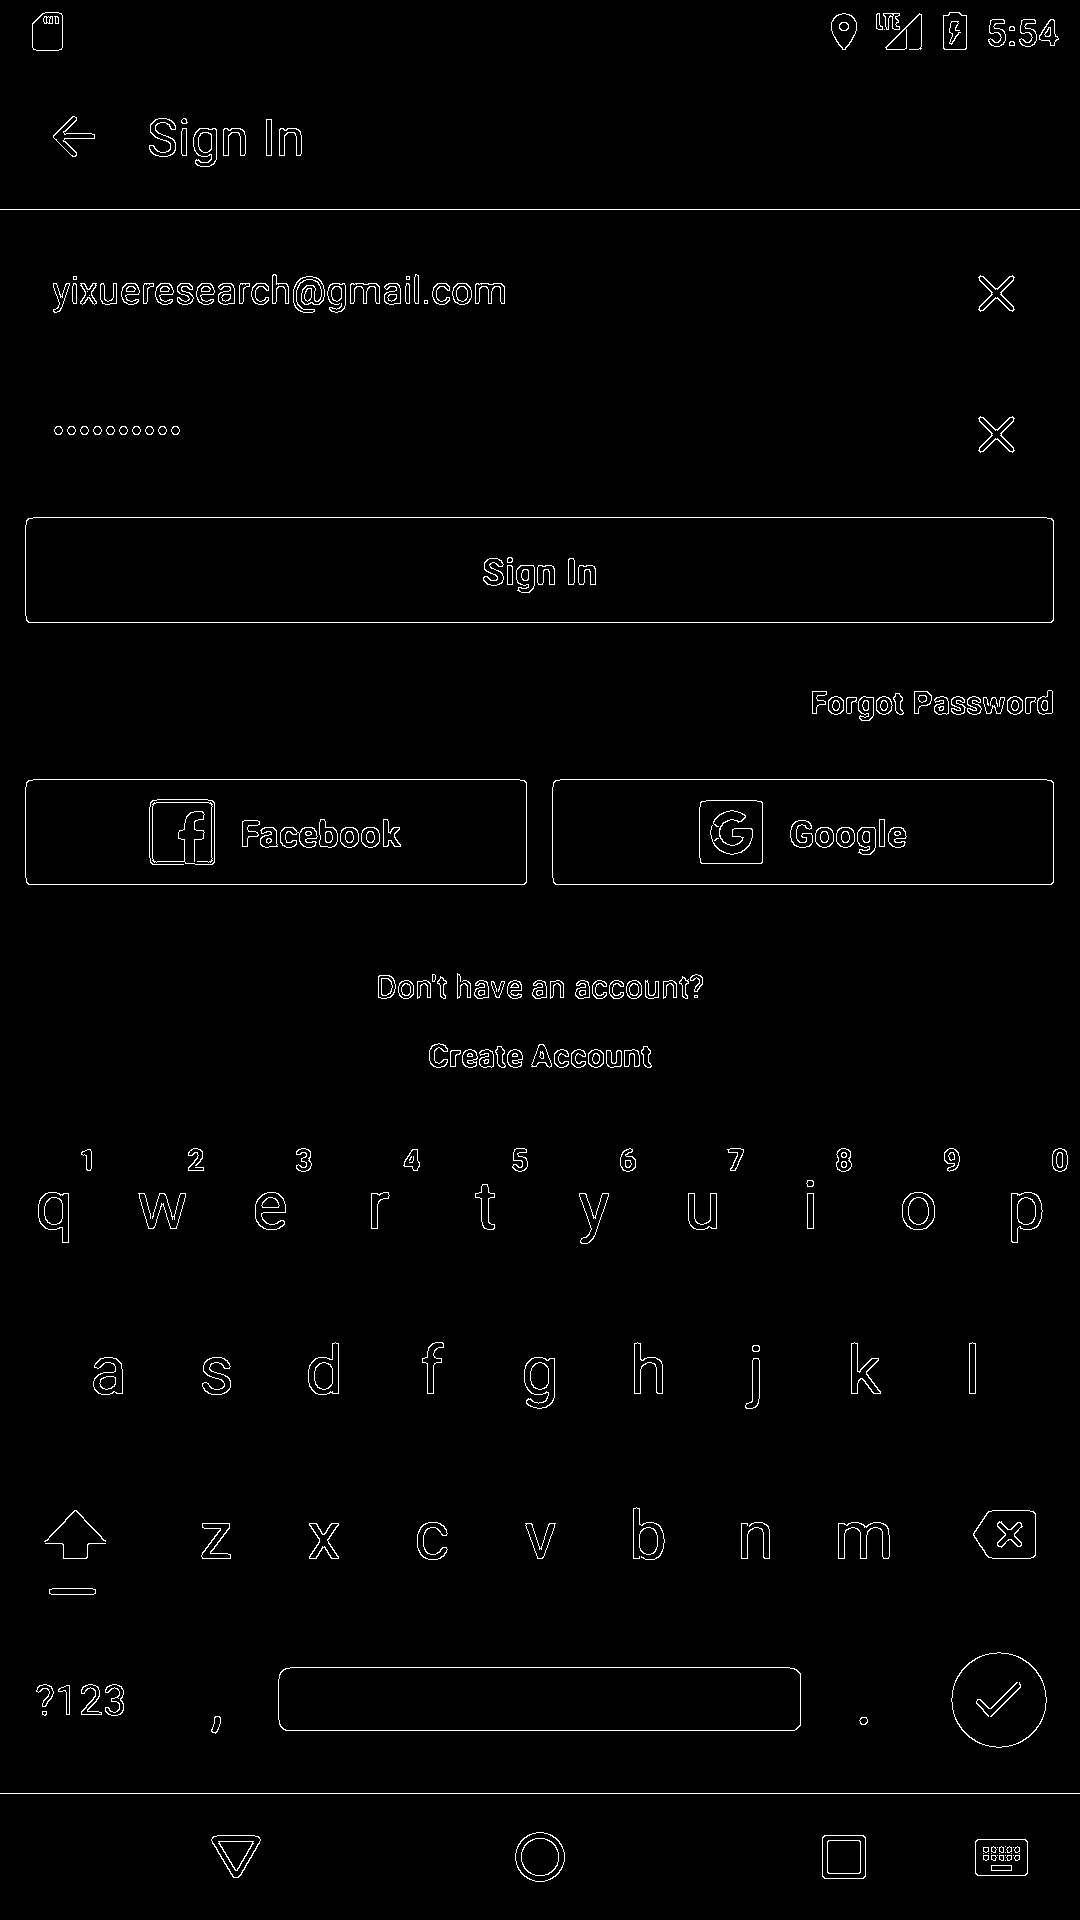 LTE 5:54
Sign In
yixueresearch@gmail.com
••••••••••
Sign In
Forgot Password
Facebook Google
Don't have an account?
Create Account
1 2 3 4 5 6 7 8 9 0
q w e r t y u i o p
a s d f g h j k l
z x c v b n m
?123 , .